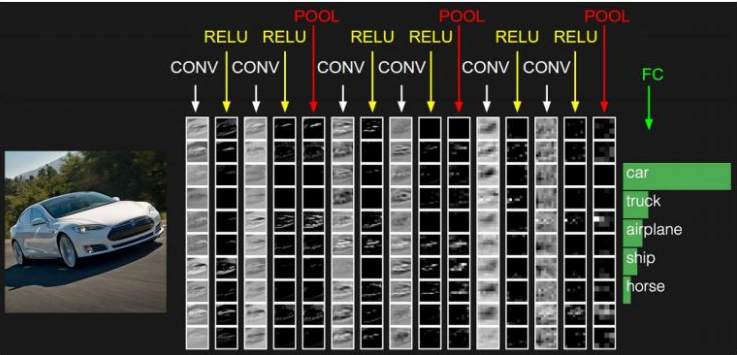 POOL POOL POOL
RELU RELU RELU RELU RELU RELU
CONV CONV CONV CONV CONV CONV
FC
car
truck
airplane
ship
horse